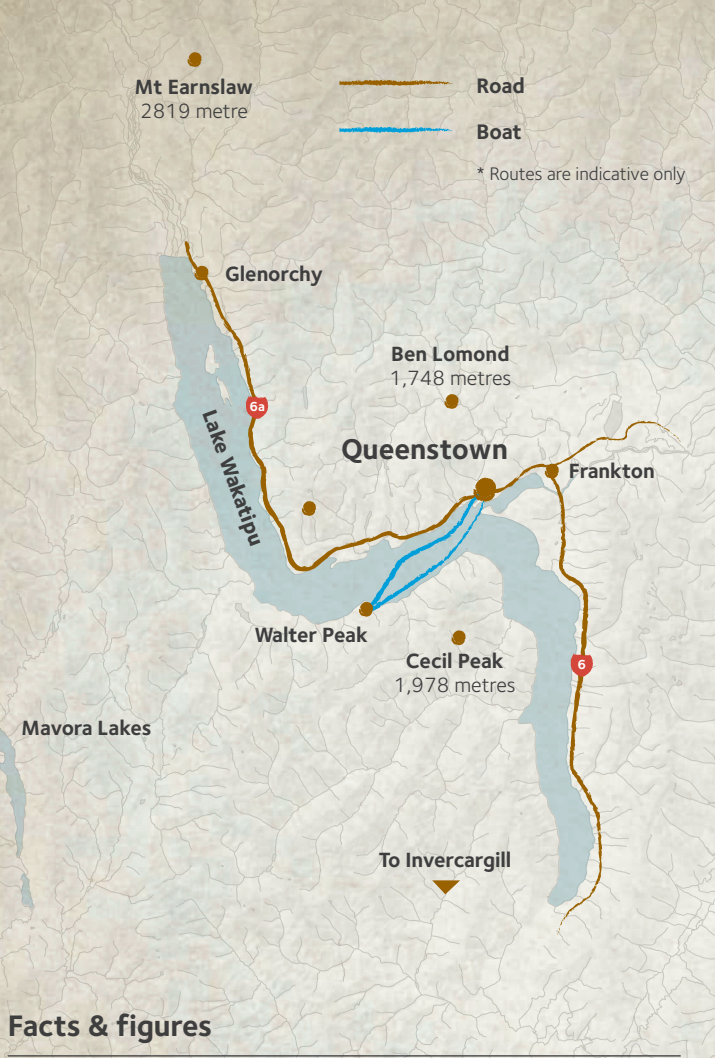 Mt Earnslaw
2819 metre
Road
Boat
* Routes are indicative only
Glenorchy
Ben Lomond
1,748 metres
6a
Lake Wakatipu
Queenstown
Frankton
Walter Peak
Cecil Peak
1,978 metres
6
Mavora Lakes
To Invercargill
Facts & figures